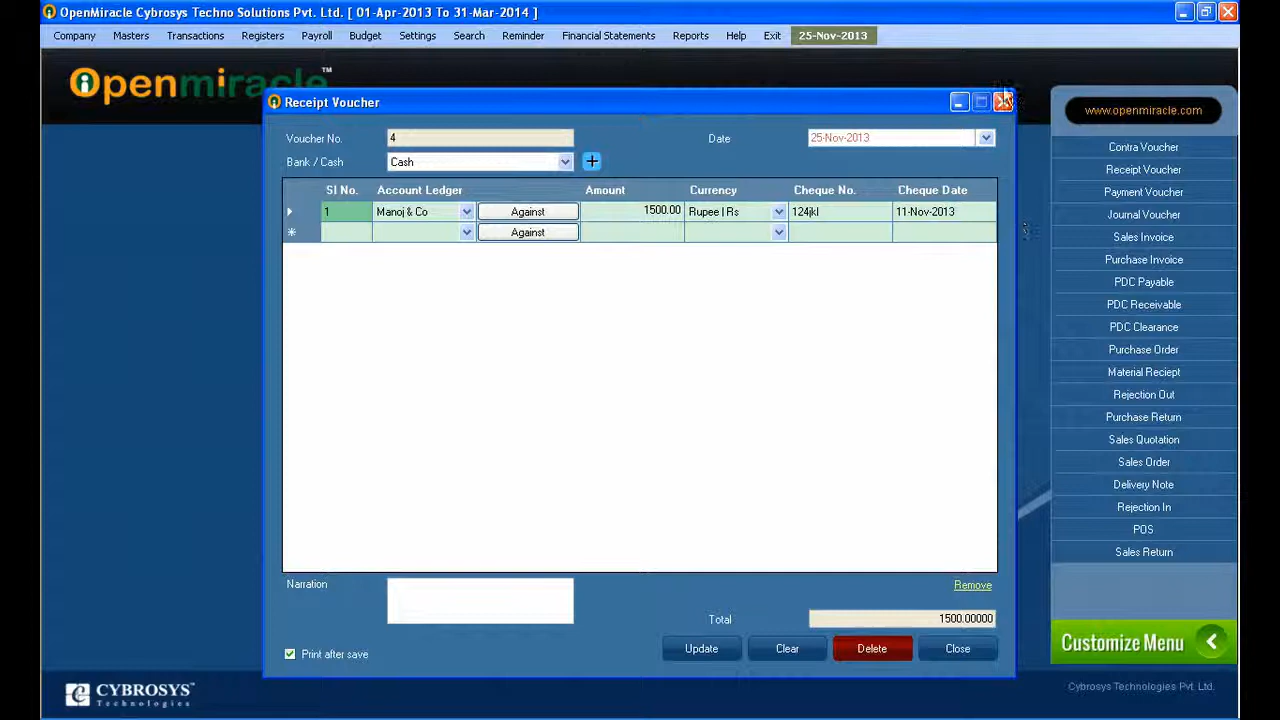 OpenMiracle Cybrosys Techno Solutions Pvt. Ltd. [ 01-Apr-2013 To 31-Mar-2014 ]
Company Masters Transactions Registers Payroll Budget Settings Search Reminder Financial Statements Reports Help Exit 25-Nov-2013
Openmiracle™
Receipt Voucher
Voucher No. 4 Date 25-Nov-2013
Bank / Cash Cash
Sl No. Account Ledger Amount Currency Cheque No. Cheque Date
1 Manoj & Co Against 1500.00 Rupee | Rs 124jkl 11-Nov-2013
Against
Narration
Remove
Total 1500.00000
Print after save
Update Clear Delete Close
www.openmiracle.com
Contra Voucher
Receipt Voucher
Payment Voucher
Journal Voucher
Sales Invoice
Purchase Invoice
PDC Payable
PDC Receivable
PDC Clearance
Purchase Order
Material Reciept
Rejection Out
Purchase Return
Sales Quotation
Sales Order
Delivery Note
Rejection In
POS
Sales Return
Customize Menu
CYBROSYS™
Technologies
Cybrosys Technologies Pvt. Ltd.